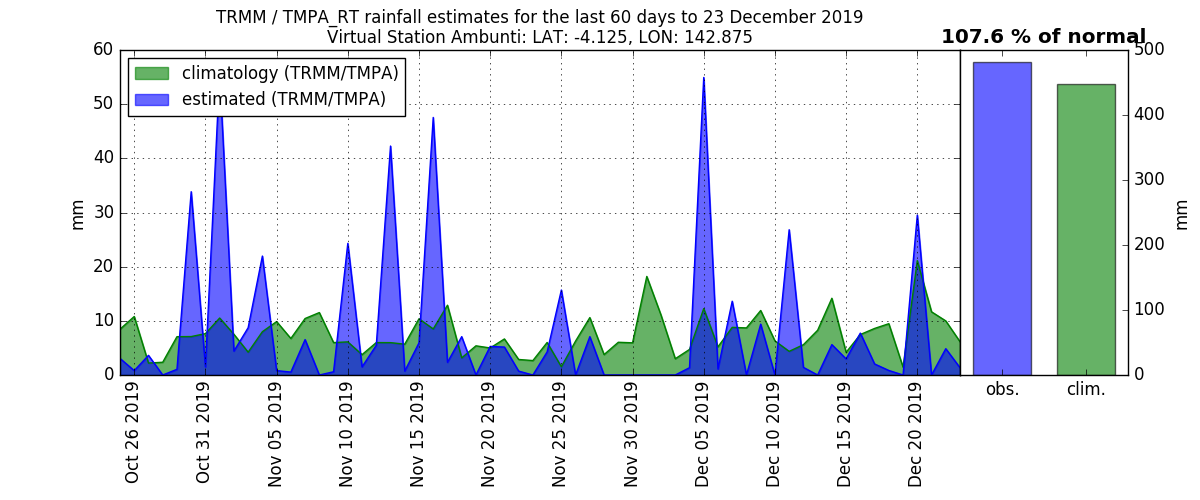 TRMM / TMPA_RT rainfall estimates for the last 60 days to 23 December 2019
Virtual Station Ambunti: LAT: -4.125, LON: 142.875
107.6 % of normal
climatology (TRMM/TMPA)
estimated (TRMM/TMPA)
60
50
40
30
20
10
0
mm
Oct 26 2019
Oct 31 2019
Nov 05 2019
Nov 10 2019
Nov 15 2019
Nov 20 2019
Nov 25 2019
Nov 30 2019
Dec 05 2019
Dec 10 2019
Dec 15 2019
Dec 20 2019
obs.
clim.
500
400
300
200
100
0
mm